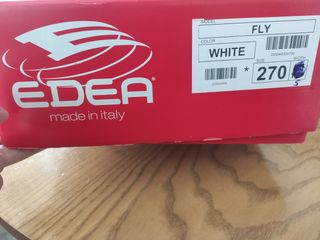 EDEA
made in italy
MODEL
FLY
COLOR
WHITE
SIZE
* 270